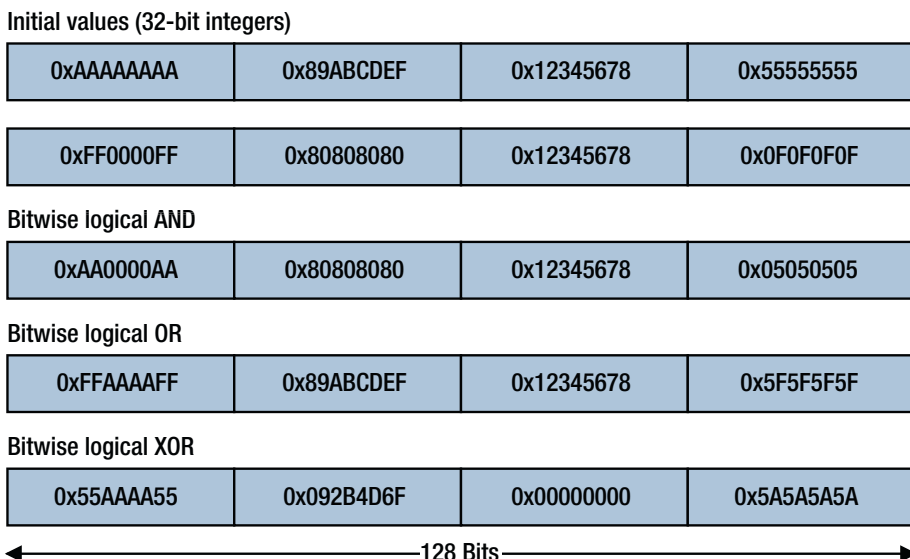 Initial values (32-bit integers)
0xAAAAAAAA 0x89ABCDEF 0x12345678 0x55555555
0xFF0000FF 0x80808080 0x12345678 0x0F0F0F0F
Bitwise logical AND
0xAA0000AA 0x80808080 0x12345678 0x05050505
Bitwise logical OR
0xFFAAAAFF 0x89ABCDEF 0x12345678 0x5F5F5F5F
Bitwise logical XOR
0x55AAAA55 0x092B4D6F 0x00000000 0x5A5A5A5A
128 Bits